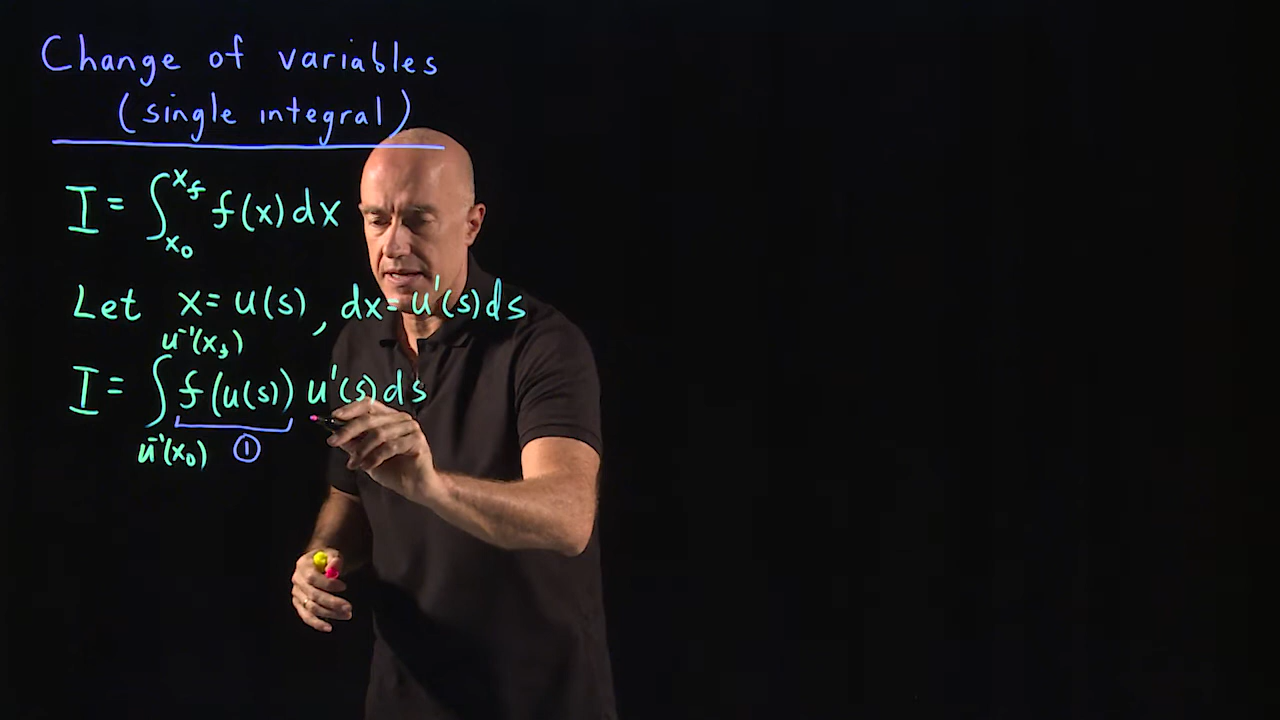 Change of variables
(single integral)
I = ∫_{x₀}^{x_f} f(x) dx
Let x = u(s), dx = u'(s) ds
I = ∫_{u⁻¹(x₀)}^{u⁻¹(x_f)} f(u(s)) u'(s) ds
①